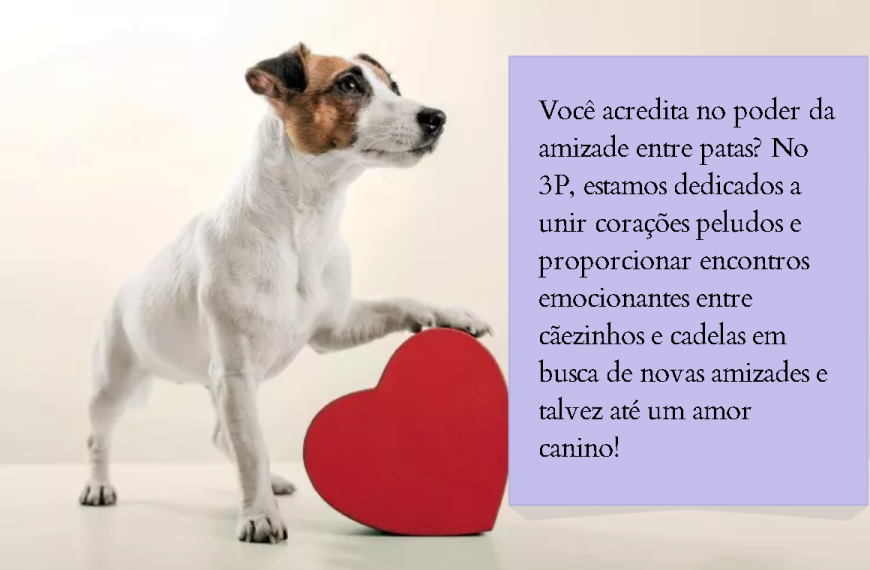 Você acredita no poder da
amizade entre patas? No
3P, estamos dedicados a
unir corações peludos e
proporcionar encontros
emocionantes entre
cãezinhos e cadelas em
busca de novas amizades e
talvez até um amor
canino!